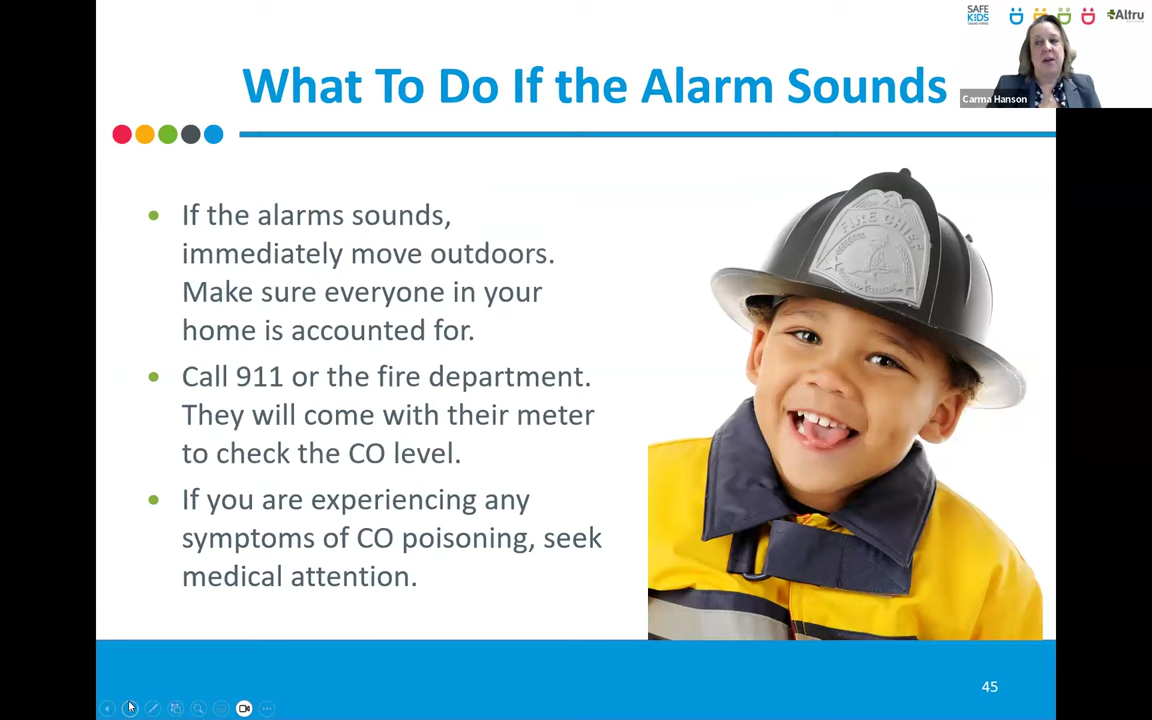 SAFE
KiDS
Altru
What To Do If the Alarm Sounds
Carma Hanson
FIRE CHIEF
If the alarms sounds,
immediately move outdoors.
Make sure everyone in your
home is accounted for.
Call 911 or the fire department.
They will come with their meter
to check the CO level.
If you are experiencing any
symptoms of CO poisoning, seek
medical attention.
45